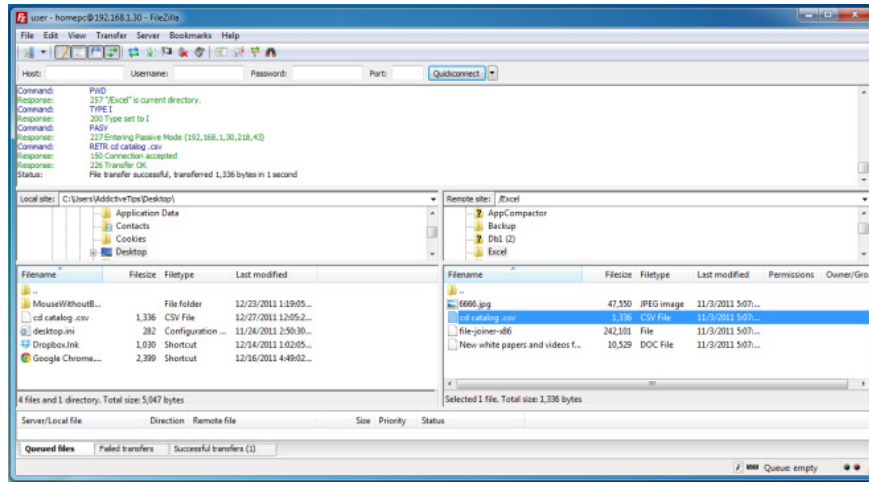 user - homepc@192.168.1.30 - FileZilla
File Edit View Transfer Server Bookmarks Help
Host: Username: Password: Port: Quickconnect
Command: PWD
Response: 257 "/Excel" is current directory.
Command: TYPE I
Response: 200 Type set to I
Command: PASV
Response: 227 Entering Passive Mode (192,168,1,30,218,43)
Command: RETR cd catalog .csv
Response: 150 Connection accepted
Response: 226 Transfer OK
Status: File transfer successful, transferred 1,336 bytes in 1 second
Local site: C:\Users\AddictiveTips\Desktop\
Application Data
Contacts
Cookies
Desktop
Remote site: /Excel
AppCompactor
Backup
Db1 (2)
Excel
Filename Filesize Filetype Last modified
..
MouseWithoutB... File folder 12/23/2011 1:19:05...
cd catalog .csv 1,336 CSV File 12/27/2011 12:05:2...
desktop.ini 282 Configuration ... 11/24/2011 2:50:30...
Dropbox.lnk 1,030 Shortcut 12/14/2011 1:02:05...
Google Chrome.... 2,399 Shortcut 12/16/2011 4:49:02...
4 files and 1 directory. Total size: 5,047 bytes
Filename Filesize Filetype Last modified Permissions Owner/Gro
..
6666.jpg 47,550 JPEG image 11/3/2011 5:07:...
cd catalog .csv 1,336 CSV File 11/3/2011 5:07:...
file-joiner-x86 242,101 File 11/3/2011 5:07:...
New white papers and videos f... 10,529 DOC File 11/3/2011 5:07:...
Selected 1 file. Total size: 1,336 bytes
Server/Local file Direction Remote file Size Priority Status
Queued files Failed transfers Successful transfers (1)
Queue: empty